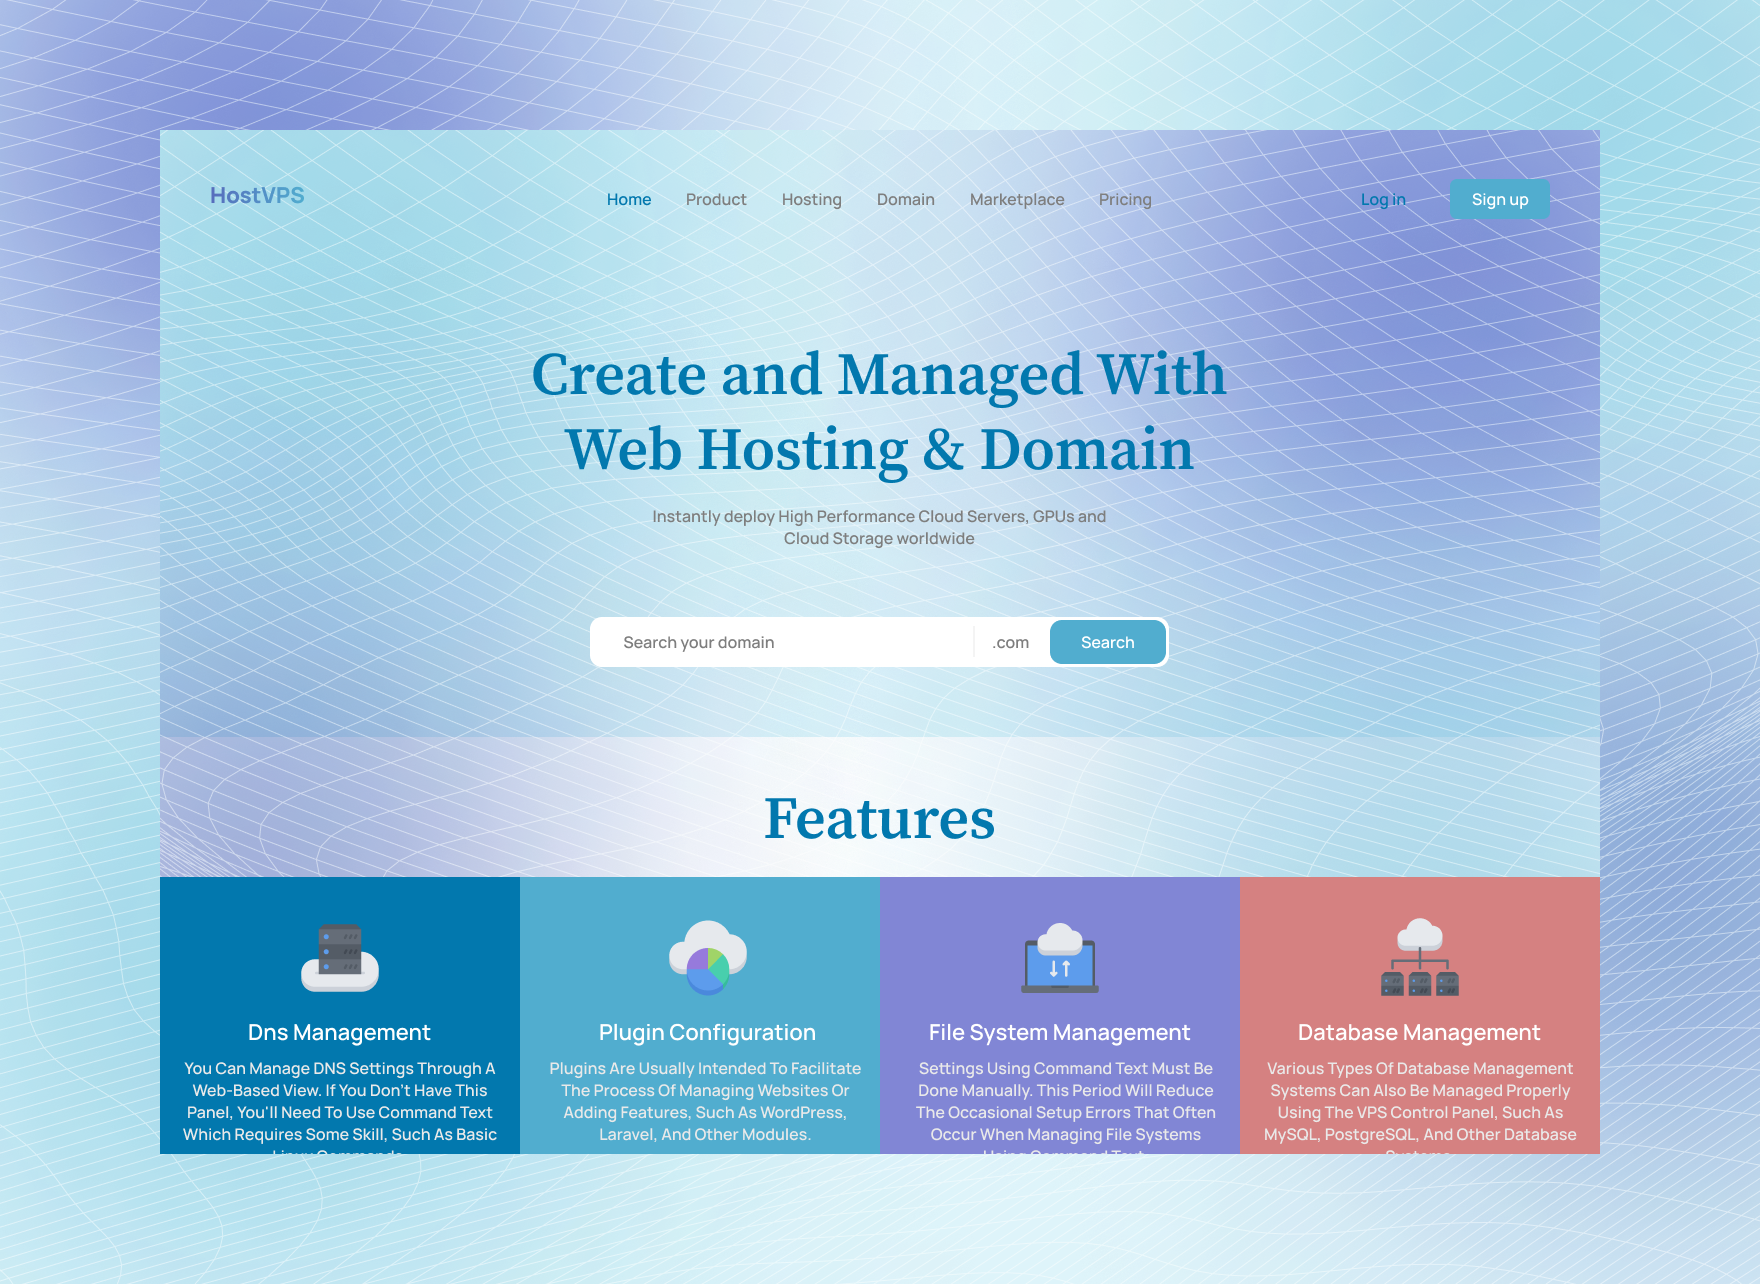 HostVPS
Home Product Hosting Domain Marketplace Pricing
Log in
Sign up
Create and Managed With
Web Hosting & Domain
Instantly deploy High Performance Cloud Servers, GPUs and
Cloud Storage worldwide
Search your domain
.com
Search
Features
Dns Management
You Can Manage DNS Settings Through A
Web-Based View. If You Don't Have This
Panel, You'll Need To Use Command Text
Which Requires Some Skill, Such As Basic
Linux Commands
Plugin Configuration
Plugins Are Usually Intended To Facilitate
The Process Of Managing Websites Or
Adding Features, Such As WordPress,
Laravel, And Other Modules.
File System Management
Settings Using Command Text Must Be
Done Manually. This Period Will Reduce
The Occasional Setup Errors That Often
Occur When Managing File Systems
Using Command Text
Database Management
Various Types Of Database Management
Systems Can Also Be Managed Properly
Using The VPS Control Panel, Such As
MySQL, PostgreSQL, And Other Database
Systems